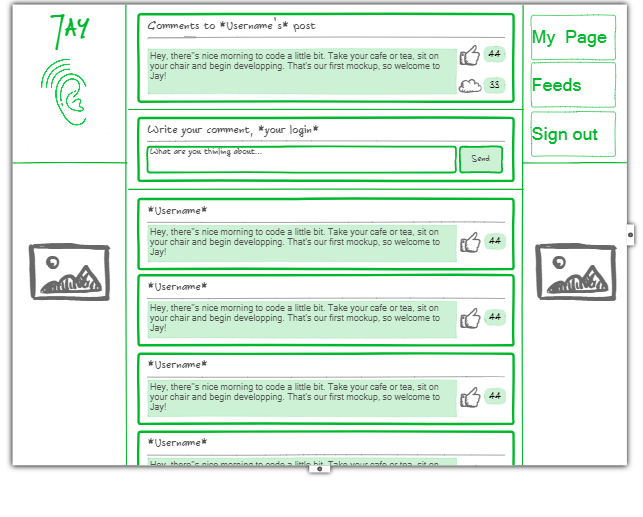 JAY
Comments to *Username's* post
Hey, there"s nice morning to code a little bit. Take your cafe or tea, sit on
your chair and begin developping. That's our first mockup, so welcome to
Jay!
44
33
My Page
Feeds
Sign out
Write your comment, *your login*
What are you thinking about...
Send
*Username*
Hey, there"s nice morning to code a little bit. Take your cafe or tea, sit on
your chair and begin developping. That's our first mockup, so welcome to
Jay!
44
*Username*
Hey, there"s nice morning to code a little bit. Take your cafe or tea, sit on
your chair and begin developping. That's our first mockup, so welcome to
Jay!
44
*Username*
Hey, there"s nice morning to code a little bit. Take your cafe or tea, sit on
your chair and begin developping. That's our first mockup, so welcome to
Jay!
44
*Username*
Hey, there"s nice morning to code a little bit. Take your cafe or tea, sit on